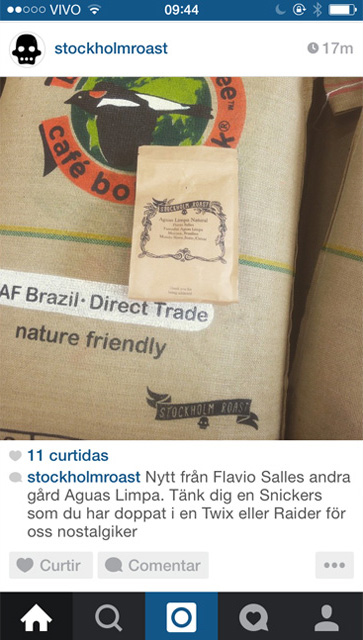 VIVO 09:44
stockholmroast 17m
ee™
café bo k
STOCKHOLM ROAST
Aguas Limpa Natural
AF Brazil · Direct Trade
nature friendly
STOCKHOLM ROAST
11 curtidas
stockholmroast Nytt från Flavio Salles andra
gård Aguas Limpa. Tänk dig en Snickers
som du har doppat i en Twix eller Raider för
oss nostalgiker
Curtir Comentar